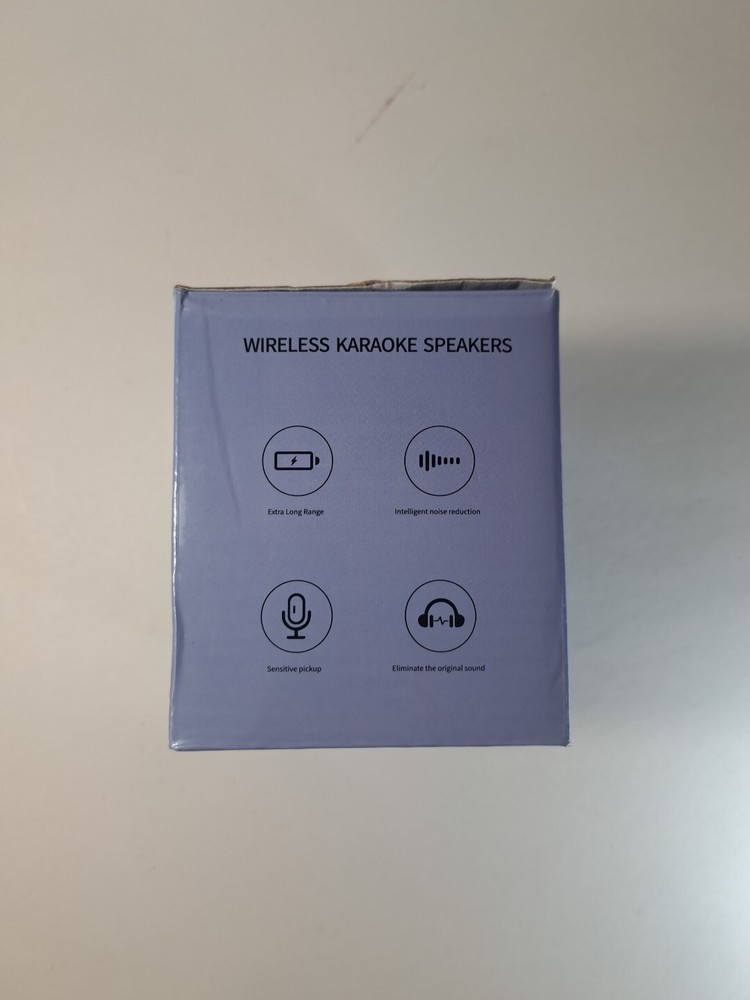 WIRELESS KARAOKE SPEAKERS
Extra Long Range
Intelligent noise reduction
Sensitive pickup
Eliminate the original sound